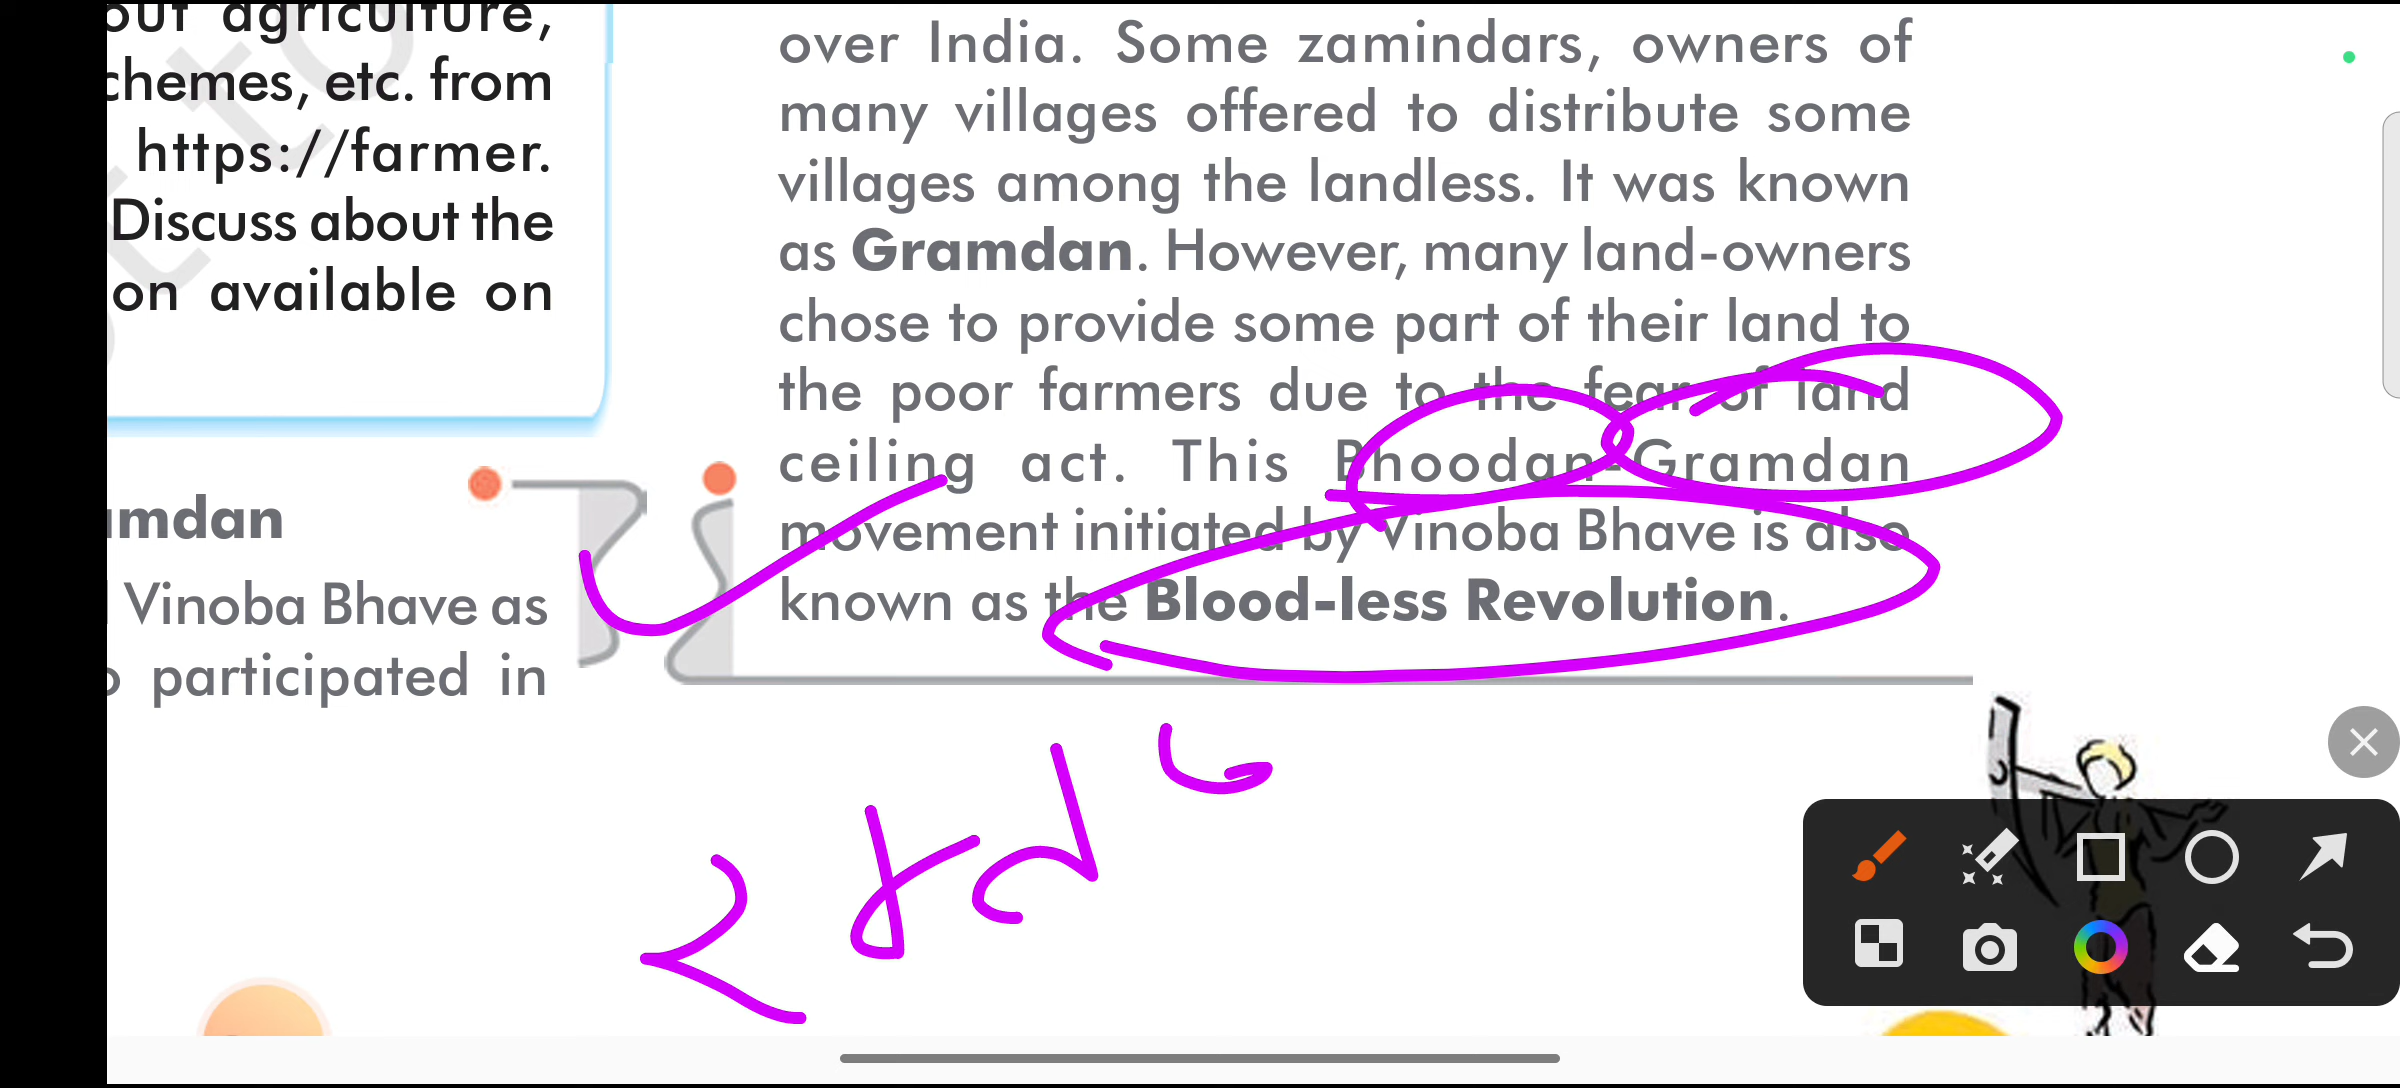 out agriculture,
chemes, etc. from
https://farmer.
Discuss about the
on available on
amdan
Vinoba Bhave as
o participated in
over India. Some zamindars, owners of
many villages offered to distribute some
villages among the landless. It was known
as Gramdan. However, many land-owners
chose to provide some part of their land to
the poor farmers due to the fear of land
ceiling act. This Bhoodan-Gramdan
movement initiated by Vinoba Bhave is also
known as the Blood-less Revolution.